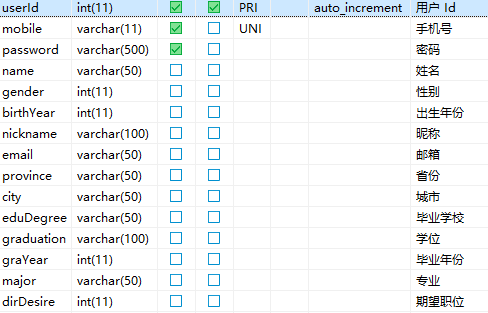 userId int(11) PRI auto_increment 用户 Id
mobile varchar(11) UNI 手机号
password varchar(500) 密码
name varchar(50) 姓名
gender int(11) 性别
birthYear int(11) 出生年份
nickname varchar(100) 昵称
email varchar(50) 邮箱
province varchar(50) 省份
city varchar(50) 城市
eduDegree varchar(50) 毕业学校
graduation varchar(100) 学位
graYear int(11) 毕业年份
major varchar(50) 专业
dirDesire int(11) 期望职位